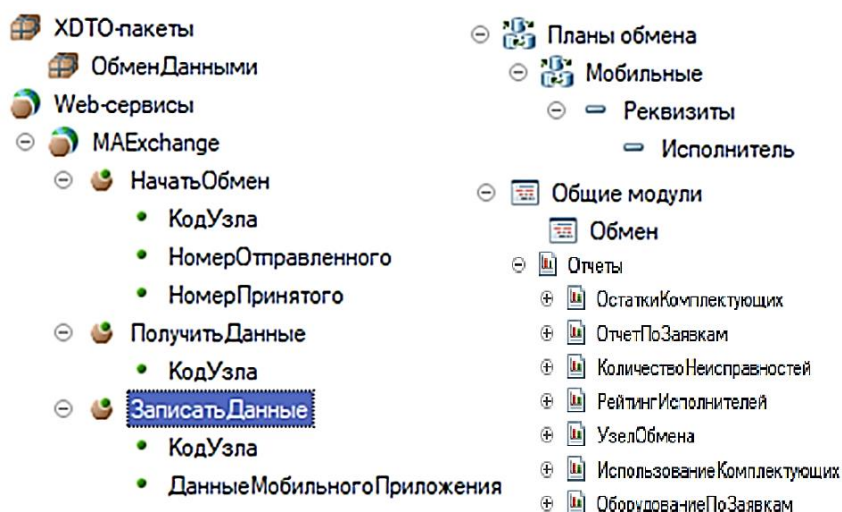 XDTO-пакеты
ОбменДанными
Web-сервисы
MAExchange
НачатьОбмен
КодУзла
НомерОтправленного
НомерПринятого
ПолучитьДанные
КодУзла
ЗаписатьДанные
КодУзла
ДанныеМобильногоПриложения
Планы обмена
Мобильные
Реквизиты
Исполнитель
Общие модули
Обмен
Отчеты
ОстаткиКомплектующих
ОтчетПоЗаявкам
КоличествоНеисправностей
РейтингИсполнителей
УзелОбмена
ИспользованиеКомплектующих
ОборудованиеПоЗаявкам